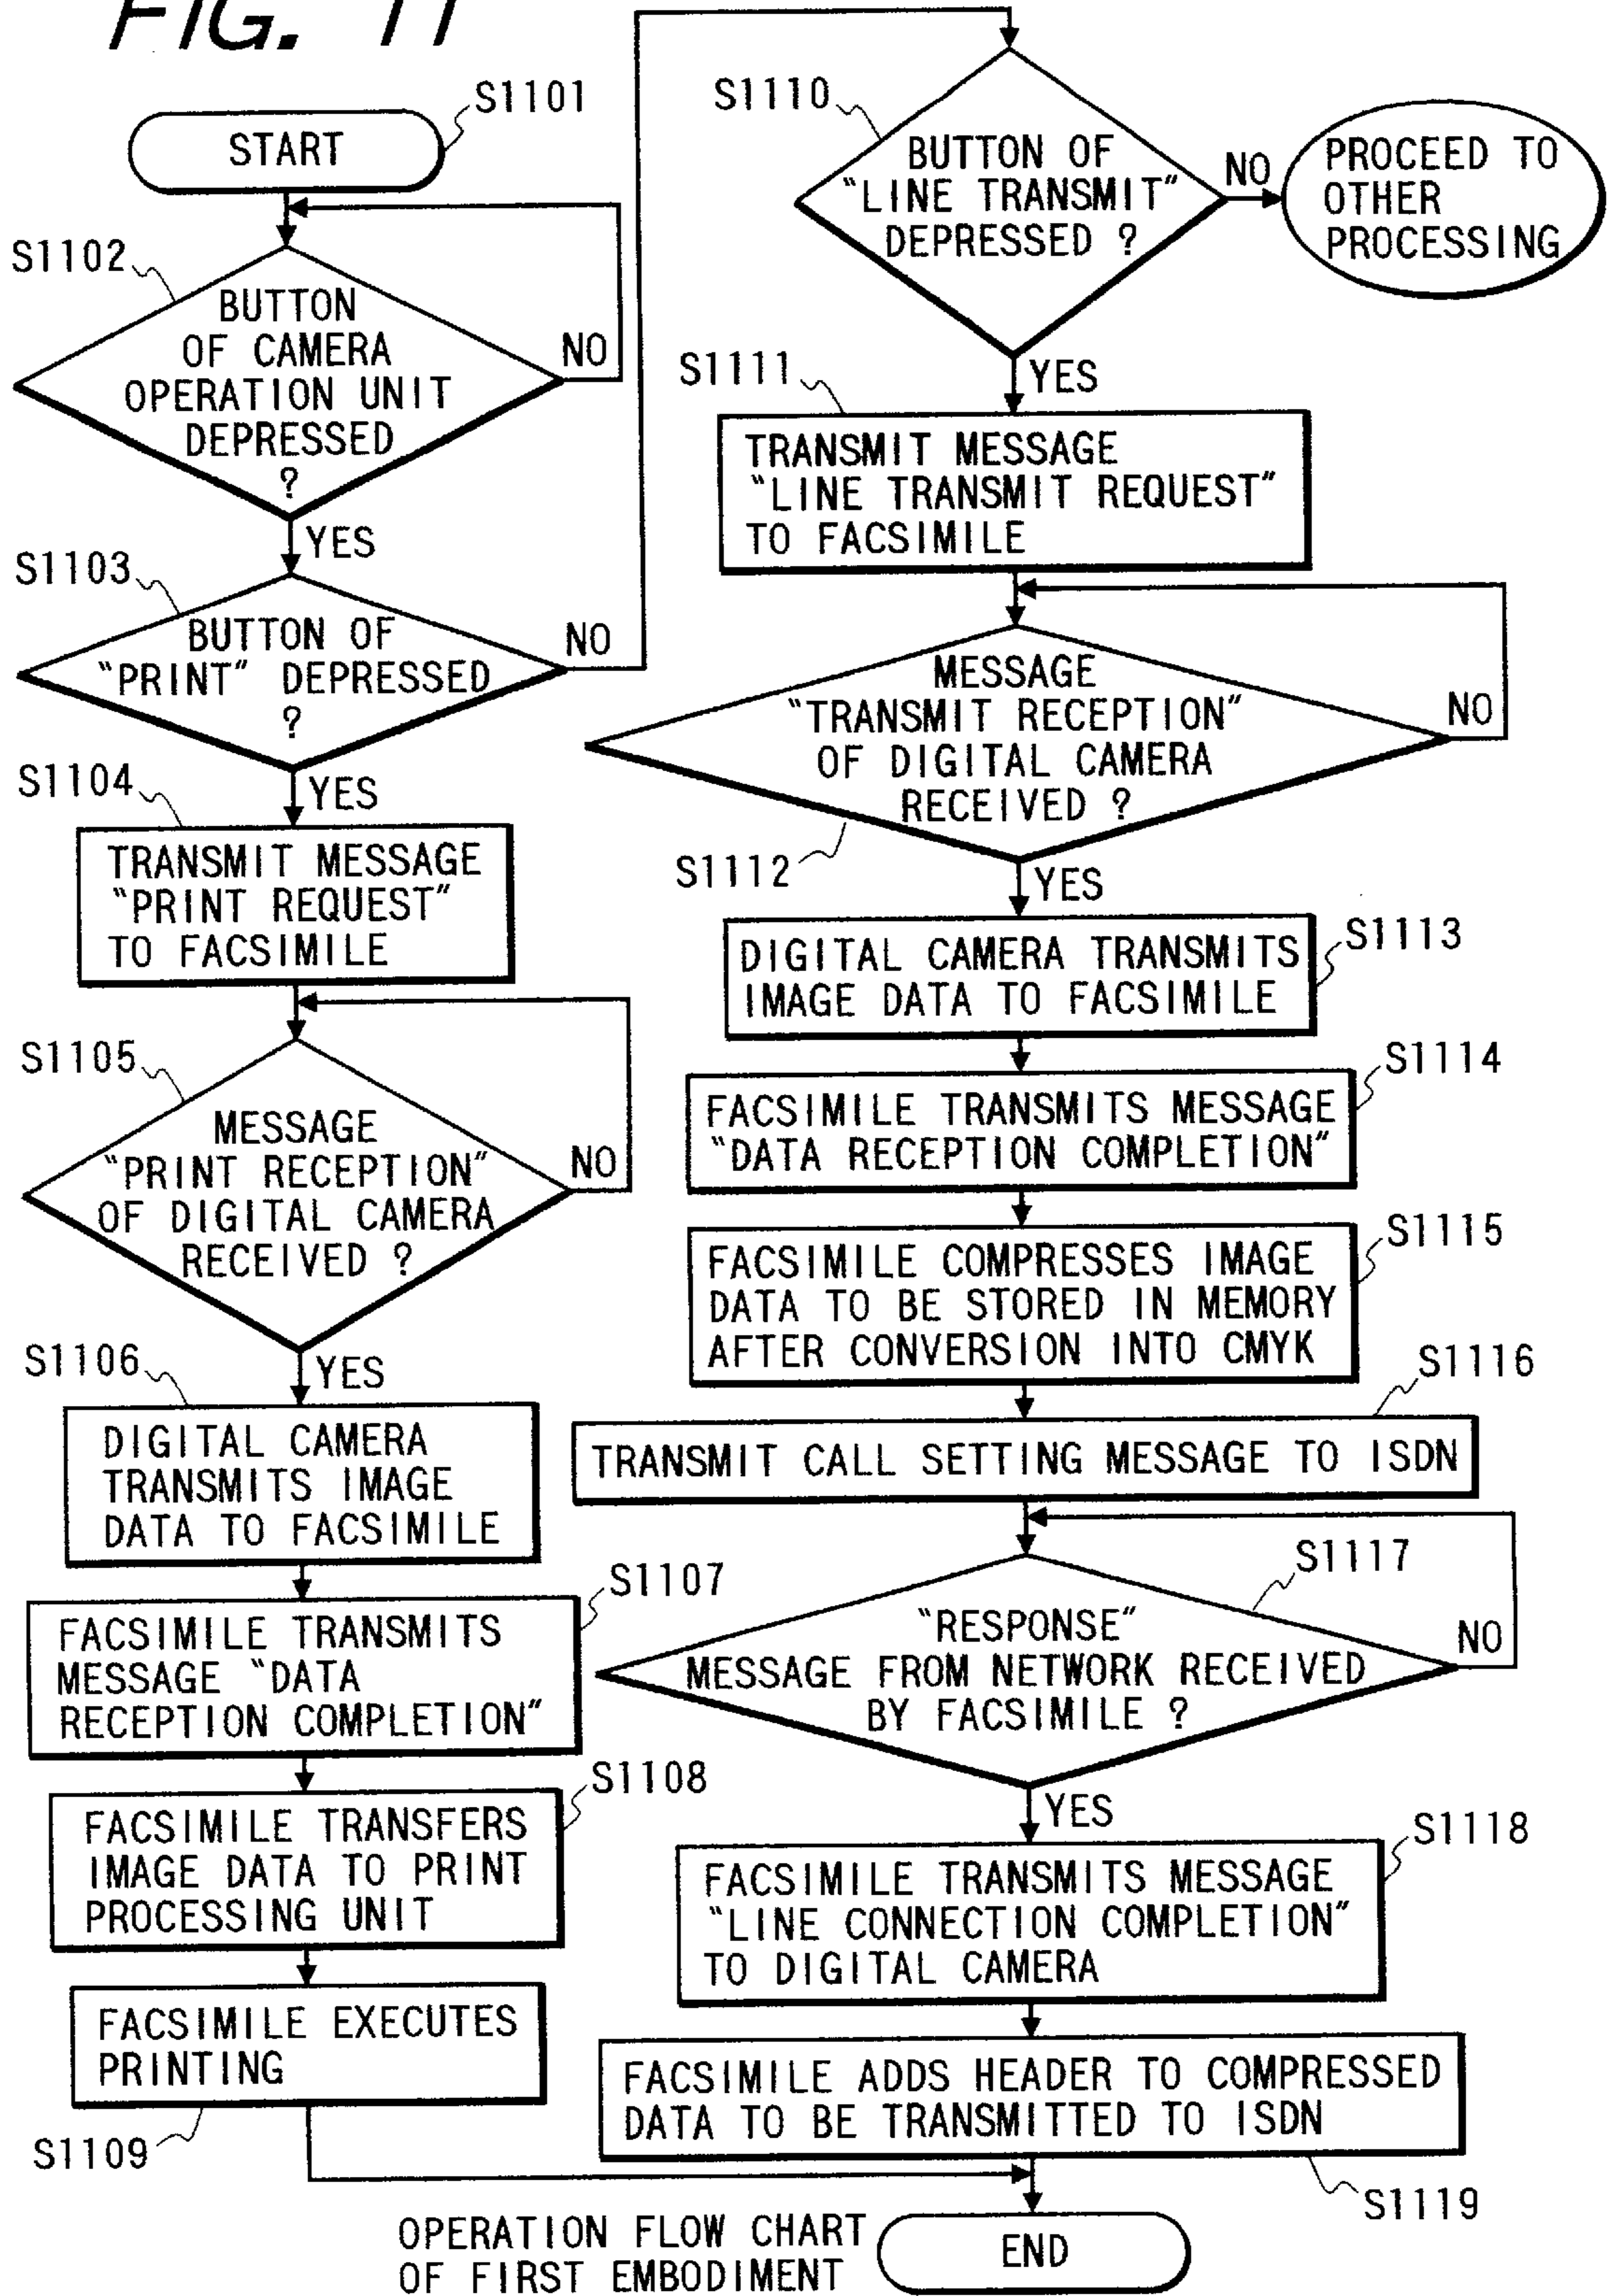 FIG. 11
S1101
START
S1102
BUTTON
OF CAMERA
OPERATION UNIT
DEPRESSED
?
NO
YES
S1103
BUTTON OF
"PRINT" DEPRESSED
?
NO
YES
S1104
TRANSMIT MESSAGE
"PRINT REQUEST"
TO FACSIMILE
S1105
MESSAGE
"PRINT RECEPTION"
OF DIGITAL CAMERA
RECEIVED ?
NO
YES
S1106
DIGITAL CAMERA
TRANSMITS IMAGE
DATA TO FACSIMILE
S1107
FACSIMILE TRANSMITS
MESSAGE "DATA
RECEPTION COMPLETION"
S1108
FACSIMILE TRANSFERS
IMAGE DATA TO PRINT
PROCESSING UNIT
FACSIMILE EXECUTES
PRINTING
S1109
S1110
BUTTON OF
"LINE TRANSMIT"
DEPRESSED ?
NO
PROCEED TO
OTHER
PROCESSING
YES
S1111
TRANSMIT MESSAGE
"LINE TRANSMIT REQUEST"
TO FACSIMILE
MESSAGE
"TRANSMIT RECEPTION"
OF DIGITAL CAMERA
RECEIVED ?
NO
S1112
YES
S1113
DIGITAL CAMERA TRANSMITS
IMAGE DATA TO FACSIMILE
S1114
FACSIMILE TRANSMITS MESSAGE
"DATA RECEPTION COMPLETION"
S1115
FACSIMILE COMPRESSES IMAGE
DATA TO BE STORED IN MEMORY
AFTER CONVERSION INTO CMYK
S1116
TRANSMIT CALL SETTING MESSAGE TO ISDN
S1117
"RESPONSE"
MESSAGE FROM NETWORK RECEIVED
BY FACSIMILE ?
NO
YES
S1118
FACSIMILE TRANSMITS MESSAGE
"LINE CONNECTION COMPLETION"
TO DIGITAL CAMERA
FACSIMILE ADDS HEADER TO COMPRESSED
DATA TO BE TRANSMITTED TO ISDN
S1119
END
OPERATION FLOW CHART
OF FIRST EMBODIMENT